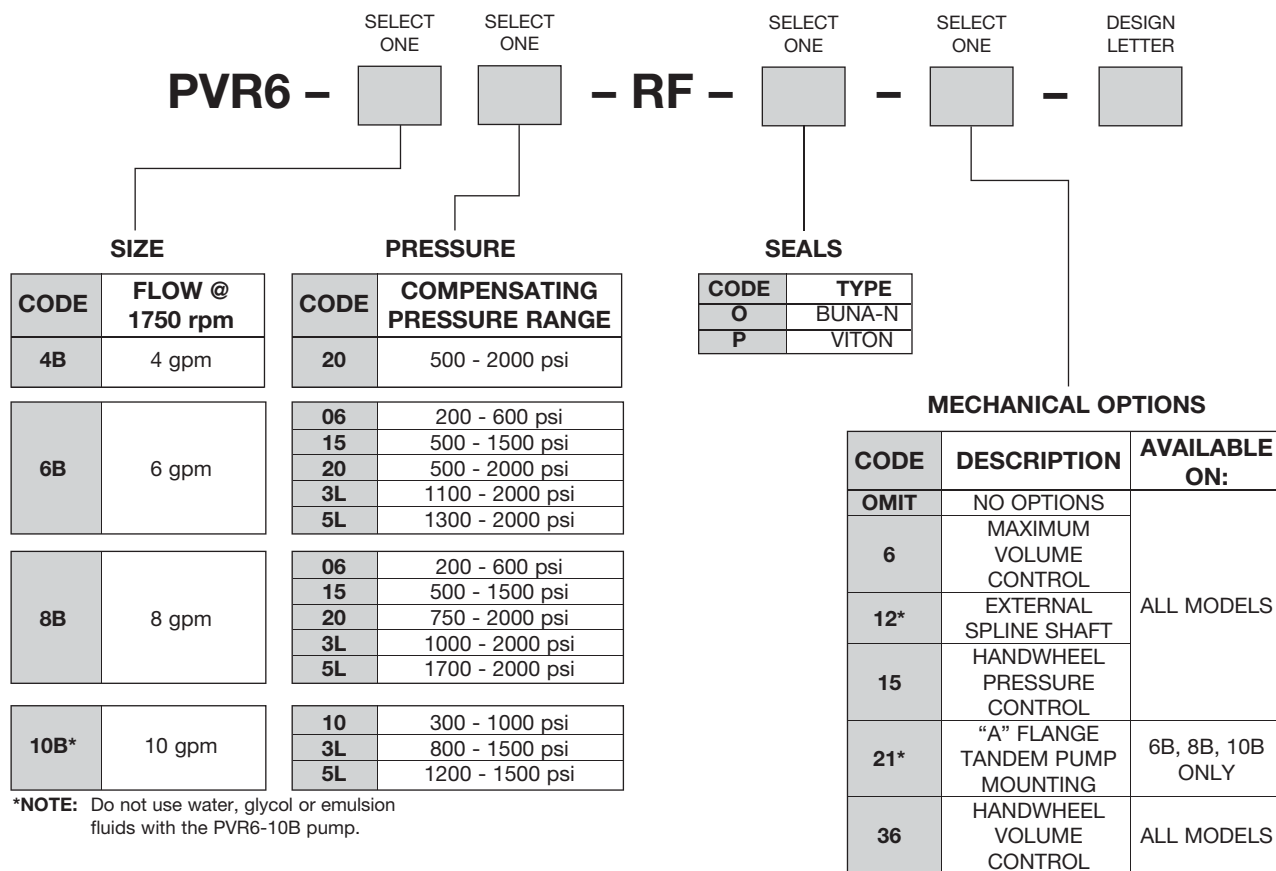 SELECT ONE
SELECT ONE
SELECT ONE
SELECT ONE
DESIGN LETTER
PVR6 – – RF – – –
SIZE
CODE FLOW @ 1750 rpm
4B 4 gpm
6B 6 gpm
8B 8 gpm
10B* 10 gpm
*NOTE: Do not use water, glycol or emulsion
fluids with the PVR6-10B pump.
PRESSURE
CODE COMPENSATING PRESSURE RANGE
20 500 - 2000 psi
06 200 - 600 psi
15 500 - 1500 psi
20 500 - 2000 psi
3L 1100 - 2000 psi
5L 1300 - 2000 psi
06 200 - 600 psi
15 500 - 1500 psi
20 750 - 2000 psi
3L 1000 - 2000 psi
5L 1700 - 2000 psi
10 300 - 1000 psi
3L 800 - 1500 psi
5L 1200 - 1500 psi
SEALS
CODE TYPE
O BUNA-N
P VITON
MECHANICAL OPTIONS
CODE DESCRIPTION AVAILABLE ON:
OMIT NO OPTIONS
6 MAXIMUM VOLUME CONTROL
12* EXTERNAL SPLINE SHAFT
15 HANDWHEEL PRESSURE CONTROL
ALL MODELS
21* “A” FLANGE TANDEM PUMP MOUNTING 6B, 8B, 10B ONLY
36 HANDWHEEL VOLUME CONTROL ALL MODELS